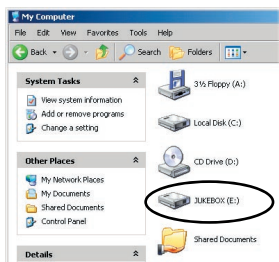 My Computer
File Edit View Favorites Tools Help
Back Search Folders
System Tasks
View system information
Add or remove programs
Change a setting
Other Places
My Network Places
My Documents
Shared Documents
Control Panel
Details
3½ Floppy (A:)
Local Disk (C:)
CD Drive (D:)
JUKEBOX (E:)
Shared Documents